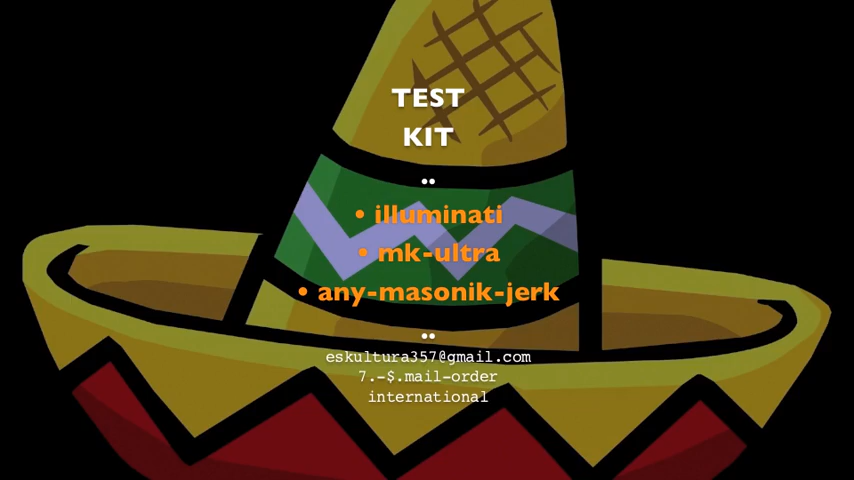 TEST
KIT
••
• illuminati
• mk-ultra
• any-masonik-jerk
••
eskultura357@gmail.com
7.-$.mail-order
international